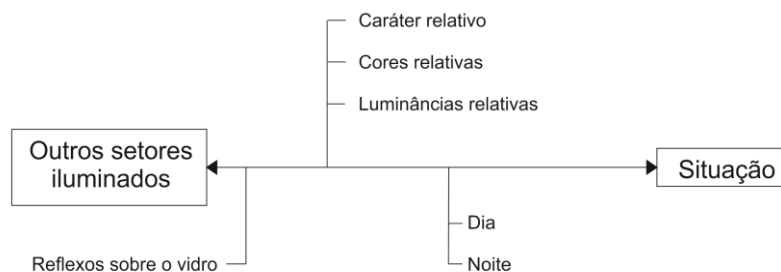 Caráter relativo
Cores relativas
Luminâncias relativas
Outros setores
iluminados
Situação
Dia
Reflexos sobre o vidro
Noite